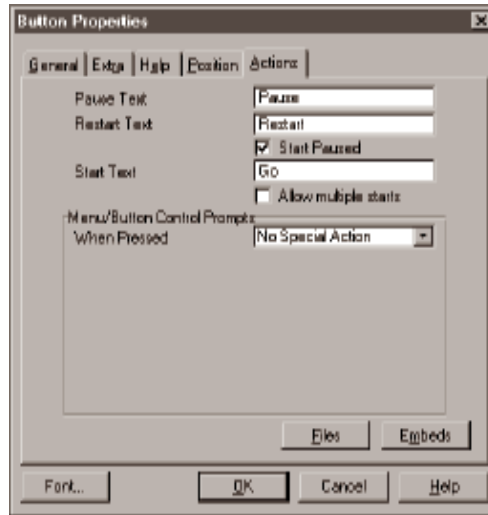 Button Properties
General Extra Help Position Actions
Pause Text Pause
Restart Text Restart
Start Paused
Start Text Go
Allow multiple starts
Menu/Button Control Prompts
When Pressed No Special Action
Files Embeds
Font... OK Cancel Help